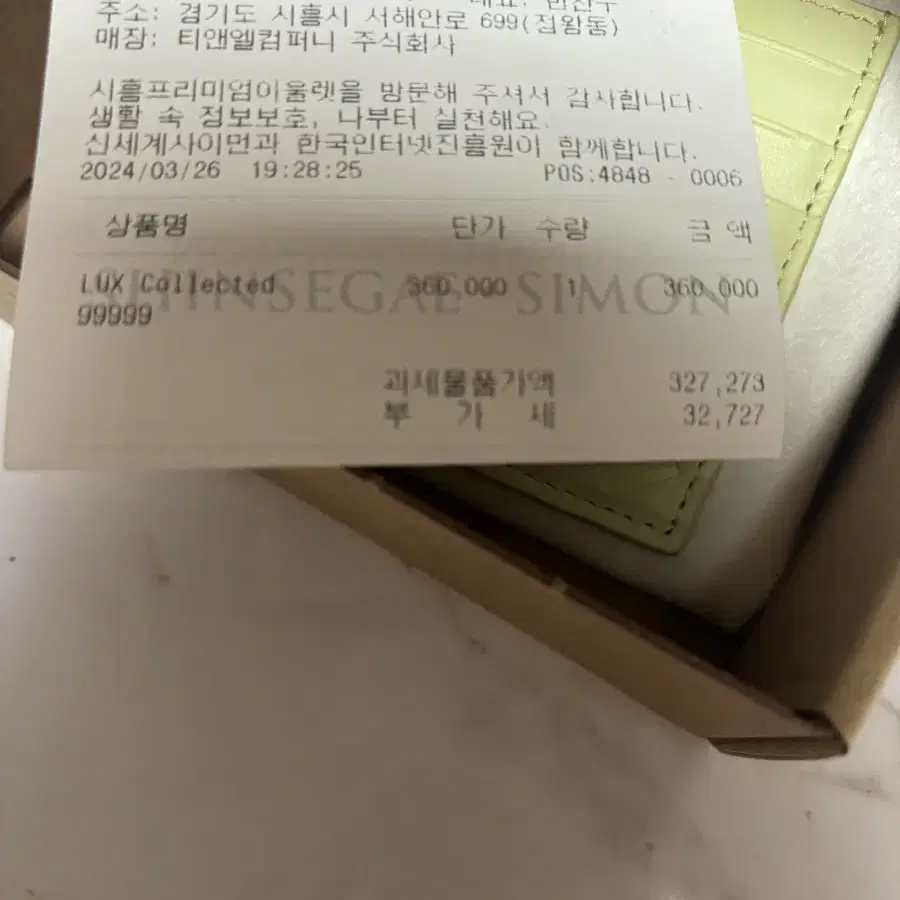 주소: 경기도 시흥시 서해안로 699(정왕동)
매장: 티앤엘컴퍼니 주식회사
시흥프리미엄아울렛을 방문해 주셔서 감사합니다.
생활 속 정보보호, 나부터 실천해요.
신세계사이먼과 한국인터넷진흥원이 함께합니다.
2024/03/26 19:28:25 POS:4848 - 0006
상품명 단가 수량 금 액
SHINSEGAE SIMON
LUX Collected 360,000 1 360,000
99999
과세물품가액 327,273
부 가 세 32,727